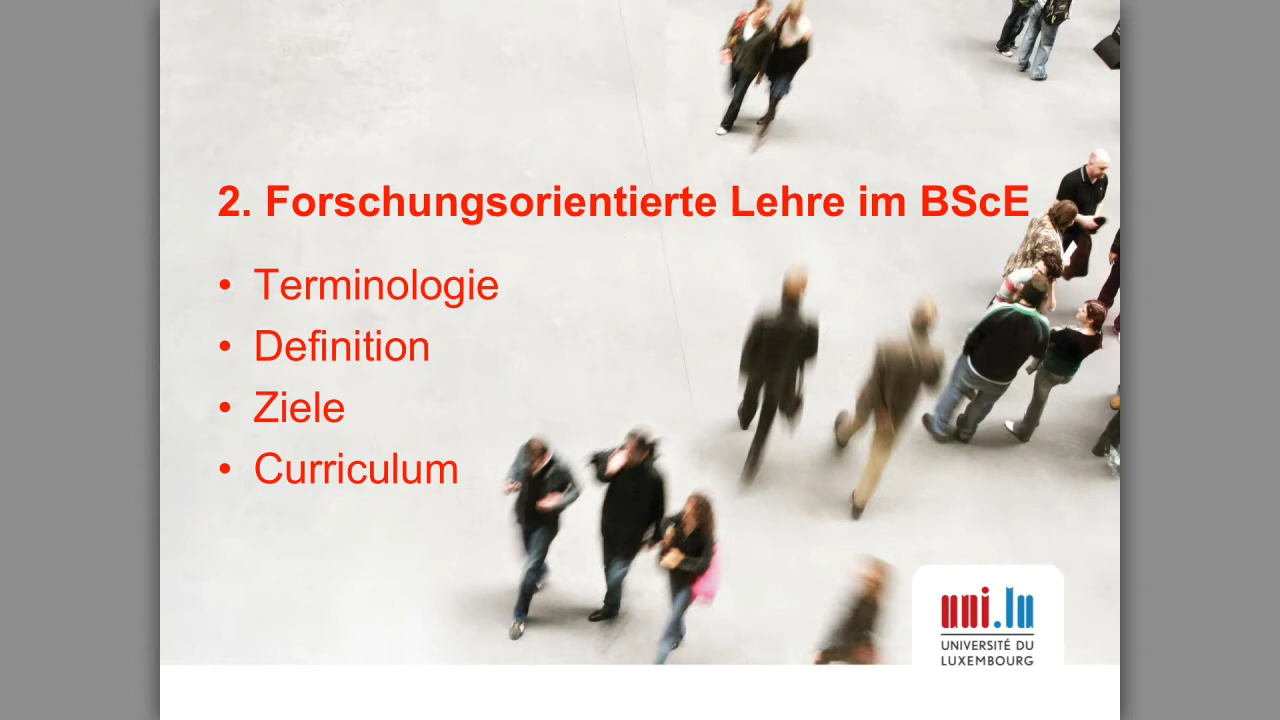 2. Forschungsorientierte Lehre im BScE
• Terminologie
• Definition
• Ziele
• Curriculum
uni.lu
UNIVERSITÉ DU
LUXEMBOURG